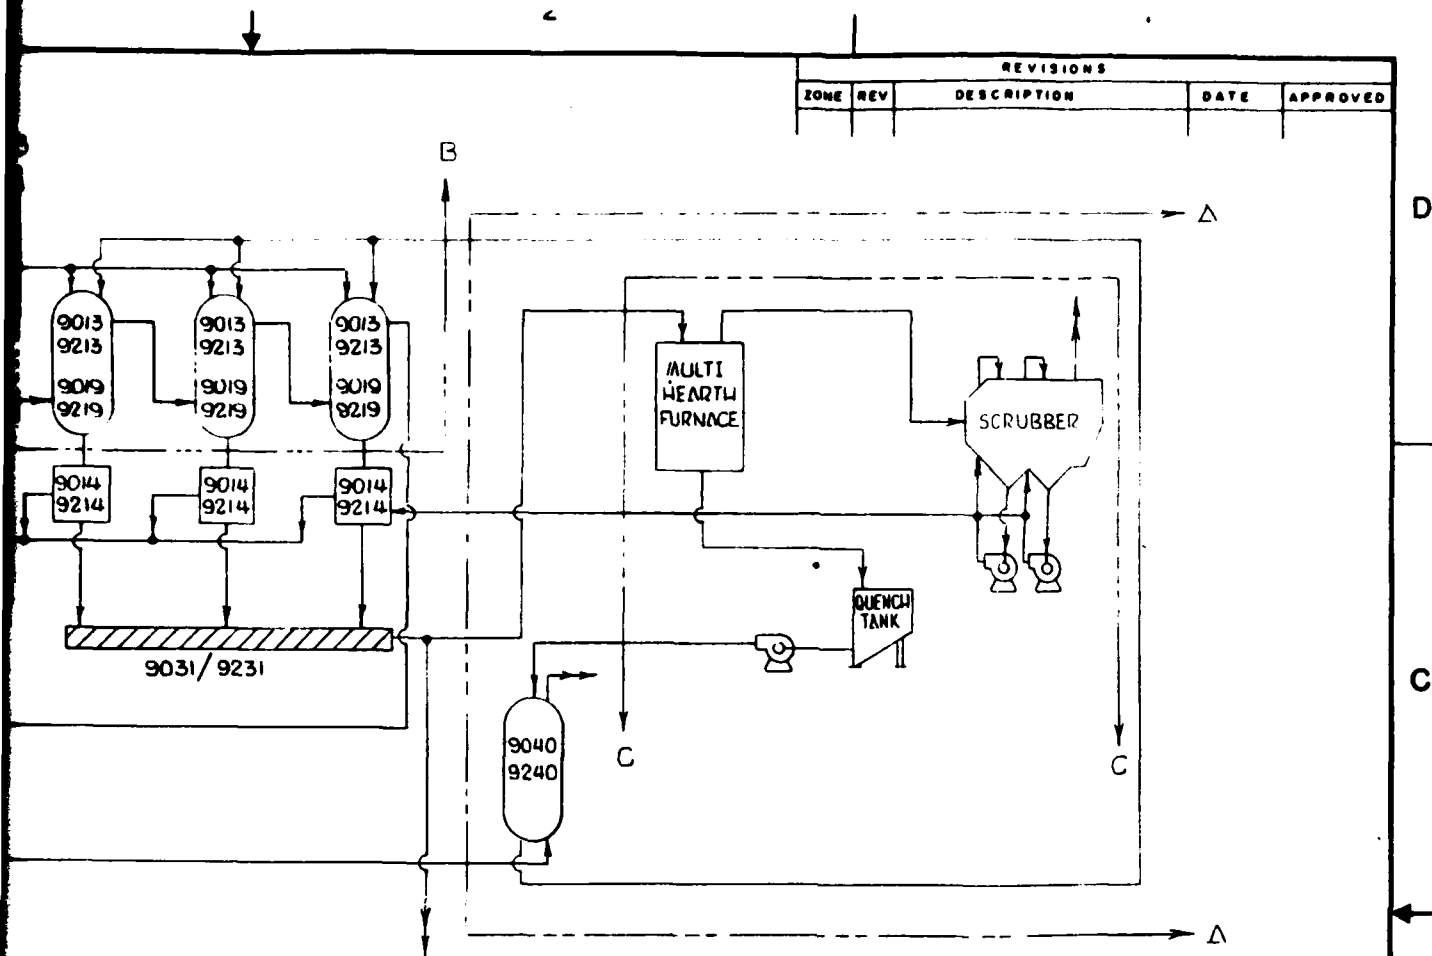 REVISIONS
ZONE REV DESCRIPTION DATE APPROVED
D
B
A
9013 9013 9013
9213 9213 9213
9019 9019 9019
9219 9219 8219
MULTI
HEARTH
FURNACE
SCRUBBER
9014 9014 9014
9214 9214 9214
QUENCH
TANK
9031/9231
C
9040
9240
C
C
A